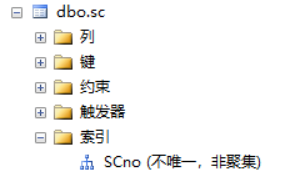 dbo.sc
列
键
约束
触发器
索引
SCno (不唯一，非聚集)